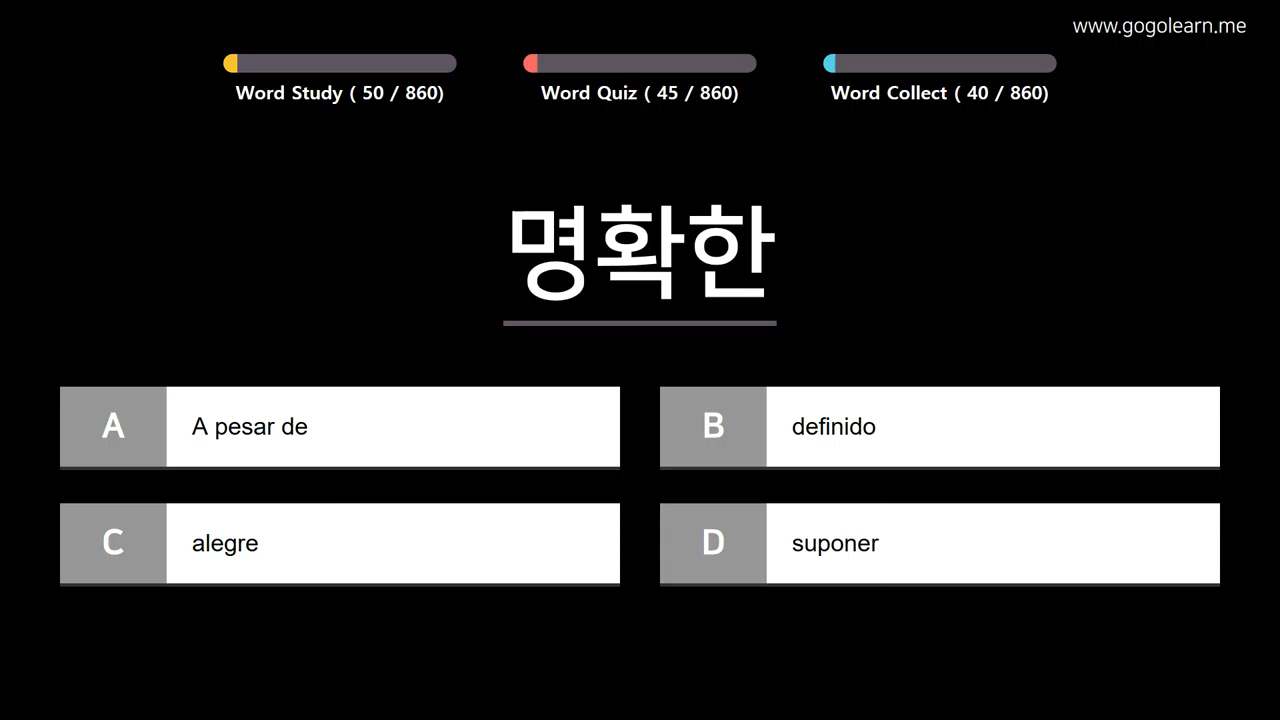 www.gogolearn.me
Word Study ( 50 / 860)
Word Quiz ( 45 / 860)
Word Collect ( 40 / 860)
명확한
A A pesar de
B definido
C alegre
D suponer